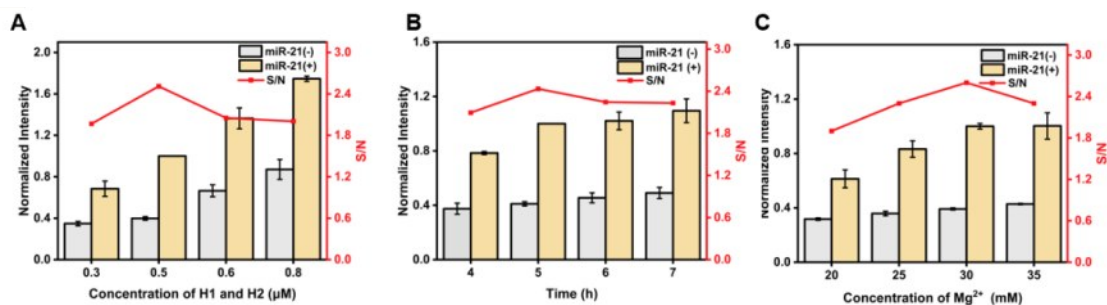 A
Normalized Intensity
2.0
1.6
1.2
0.8
0.4
0.0
miR-21(-)
miR-21(+)
S/N
3.0
2.4
1.8
1.2
0.6
0.0
S/N
0.3 0.5 0.6 0.8
Concentration of H1 and H2 (μM)
B
Normalized Intensity
1.6
1.2
0.8
0.4
0.0
miR-21 (-)
miR-21 (+)
S/N
3.0
2.4
1.8
1.2
0.6
0.0
S/N
4 5 6 7
Time (h)
C
Normalized Intensity
1.6
1.2
0.8
0.4
0.0
miR-21(-)
miR-21(+)
S/N
3.0
2.4
1.8
1.2
0.6
0.0
S/N
20 25 30 35
Concentration of Mg²⁺ (mM)